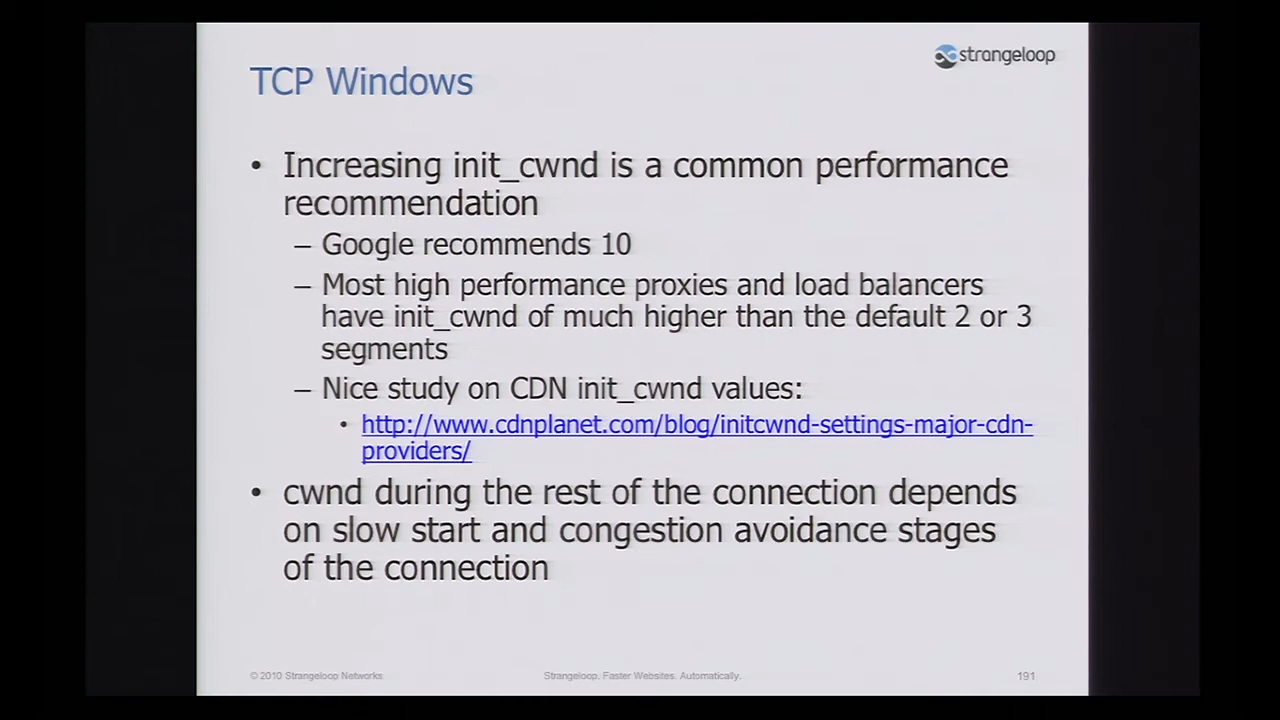 strangeloop
TCP Windows
• Increasing init_cwnd is a common performance
recommendation
– Google recommends 10
– Most high performance proxies and load balancers
have init_cwnd of much higher than the default 2 or 3
segments
– Nice study on CDN init_cwnd values:
• http://www.cdnplanet.com/blog/initcwnd-settings-major-cdn-
providers/
• cwnd during the rest of the connection depends
on slow start and congestion avoidance stages
of the connection
© 2010 Strangeloop Networks
Strangeloop. Faster Websites. Automatically.
191